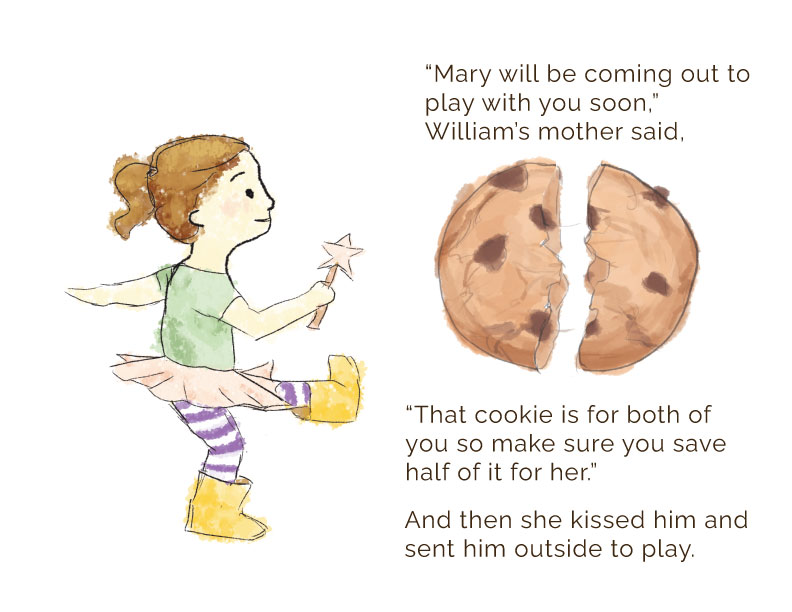 “Mary will be coming out to
play with you soon,”
William’s mother said,
“That cookie is for both of
you so make sure you save
half of it for her.”
And then she kissed him and
sent him outside to play.